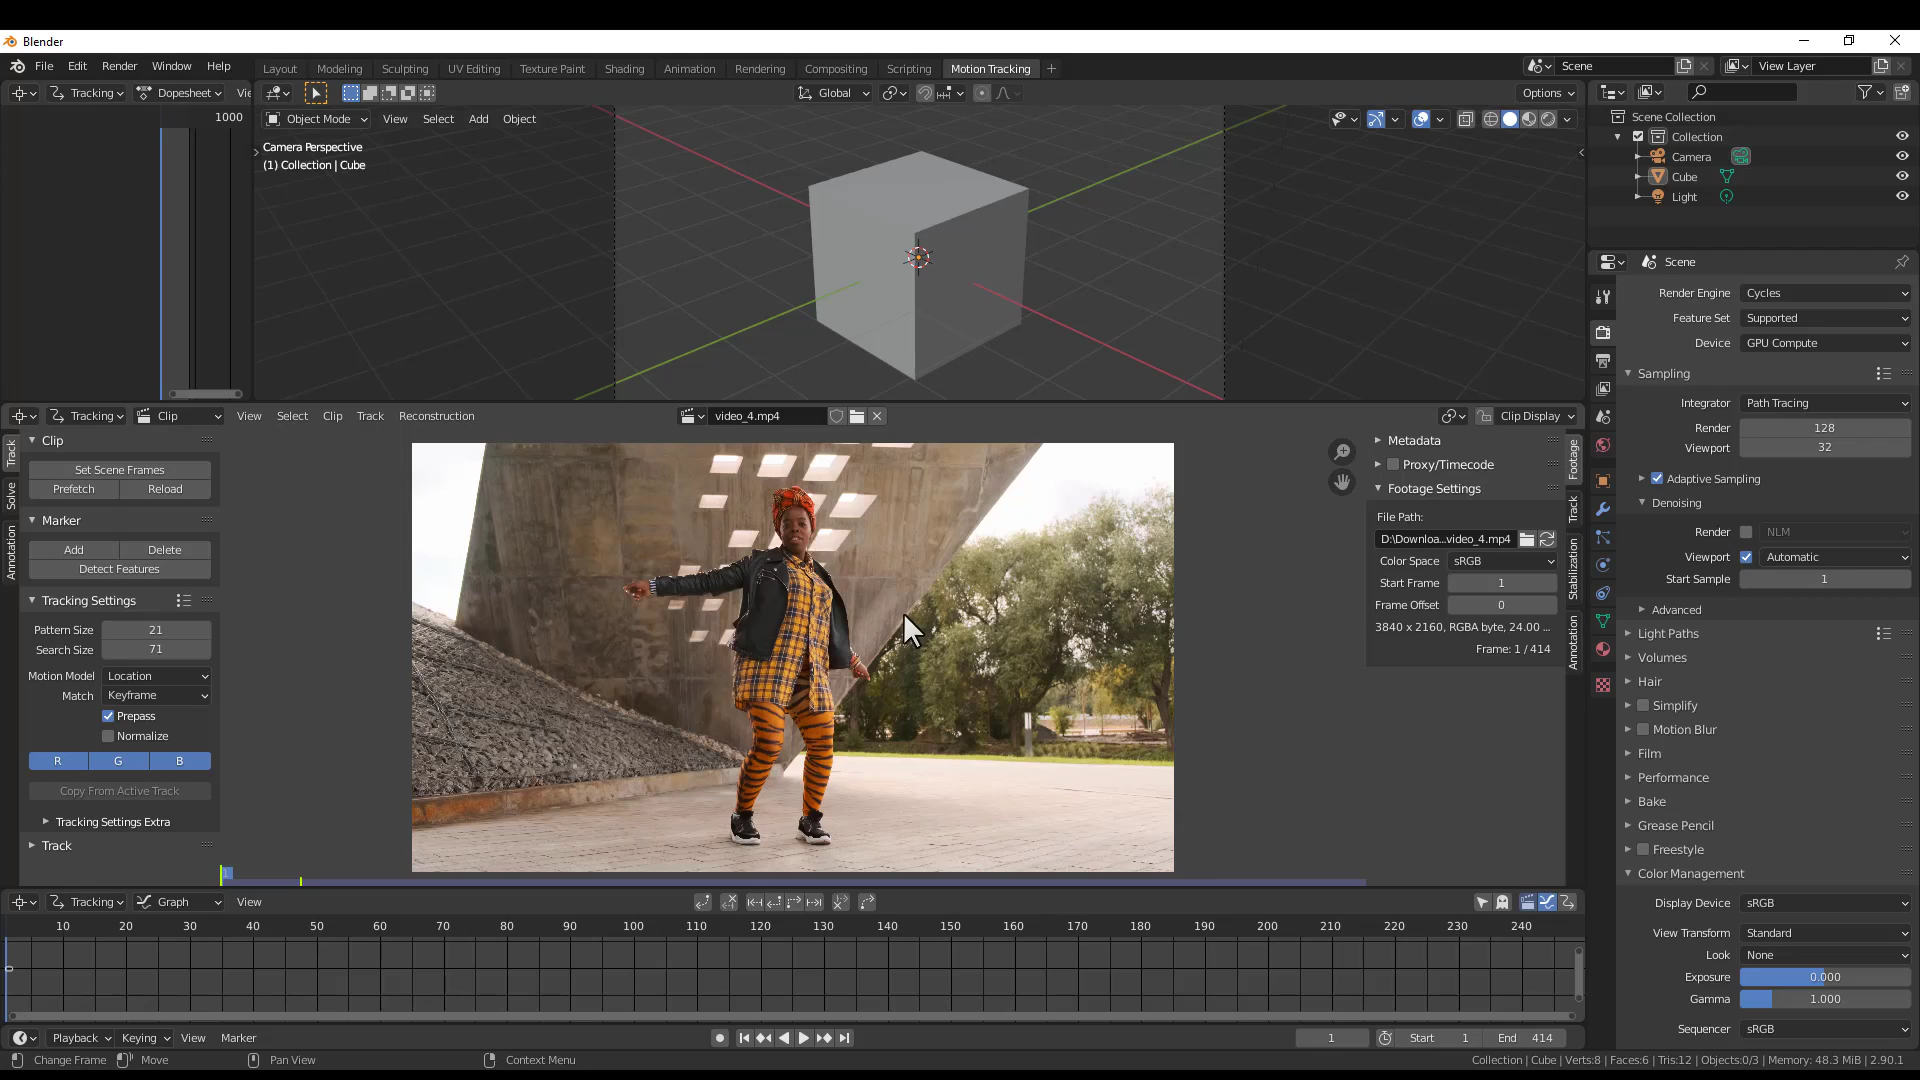 Blender
File Edit Render Window Help
Layout Modeling Sculpting UV Editing Texture Paint Shading Animation Rendering Compositing Scripting Motion Tracking +
Scene View Layer
Tracking Dopesheet Vie
Global Options
1000
Object Mode View Select Add Object
Camera Perspective
(1) Collection | Cube
Scene Collection
Collection
Camera
Cube
Light
Scene
Render Engine Cycles
Feature Set Supported
Device GPU Compute
Sampling
Integrator Path Tracing
Render 128
Viewport 32
Adaptive Sampling
Denoising
Render NLM
Viewport Automatic
Start Sample 1
Advanced
Light Paths
Volumes
Hair
Simplify
Motion Blur
Film
Performance
Bake
Grease Pencil
Freestyle
Color Management
Display Device sRGB
View Transform Standard
Look None
Exposure 0.000
Gamma 1.000
Sequencer sRGB
Tracking Clip View Select Clip Track Reconstruction video_4.mp4 Clip Display
Track
Solve
Annotation
Clip
Set Scene Frames
Prefetch Reload
Marker
Add Delete
Detect Features
Tracking Settings
Pattern Size 21
Search Size 71
Motion Model Location
Match Keyframe
Prepass
Normalize
R G B
Copy From Active Track
Tracking Settings Extra
Track
Metadata
Proxy/Timecode
Footage Settings
File Path:
D:\Downloa...video_4.mp4
Color Space sRGB
Start Frame 1
Frame Offset 0
3840 x 2160, RGBA byte, 24.00 ...
Frame: 1 / 414
Footage
Track
Stabilization
Annotation
1
Tracking Graph View
10 20 30 40 50 60 70 80 90 100 110 120 130 140 150 160 170 180 190 200 210 220 230 240
Playback Keying View Marker 1 Start 1 End 414
Change Frame Move Pan View Context Menu Collection | Cube | Verts:8 | Faces:6 | Tris:12 | Objects:0/3 | Memory: 48.3 MiB | 2.90.1